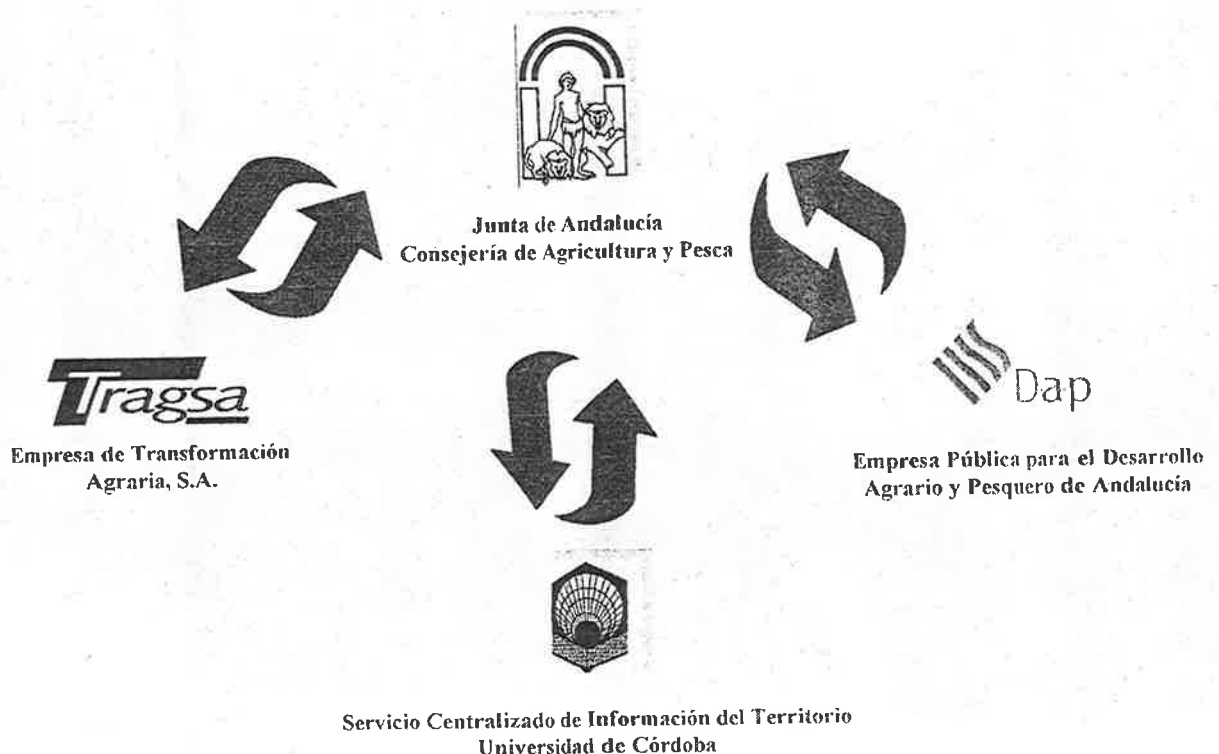 Junta de Andalucía
Consejería de Agricultura y Pesca
Tragsa
Empresa de Transformación
Agraria, S.A.
Dap
Empresa Pública para el Desarrollo
Agrario y Pesquero de Andalucía
Servicio Centralizado de Información del Territorio
Universidad de Córdoba